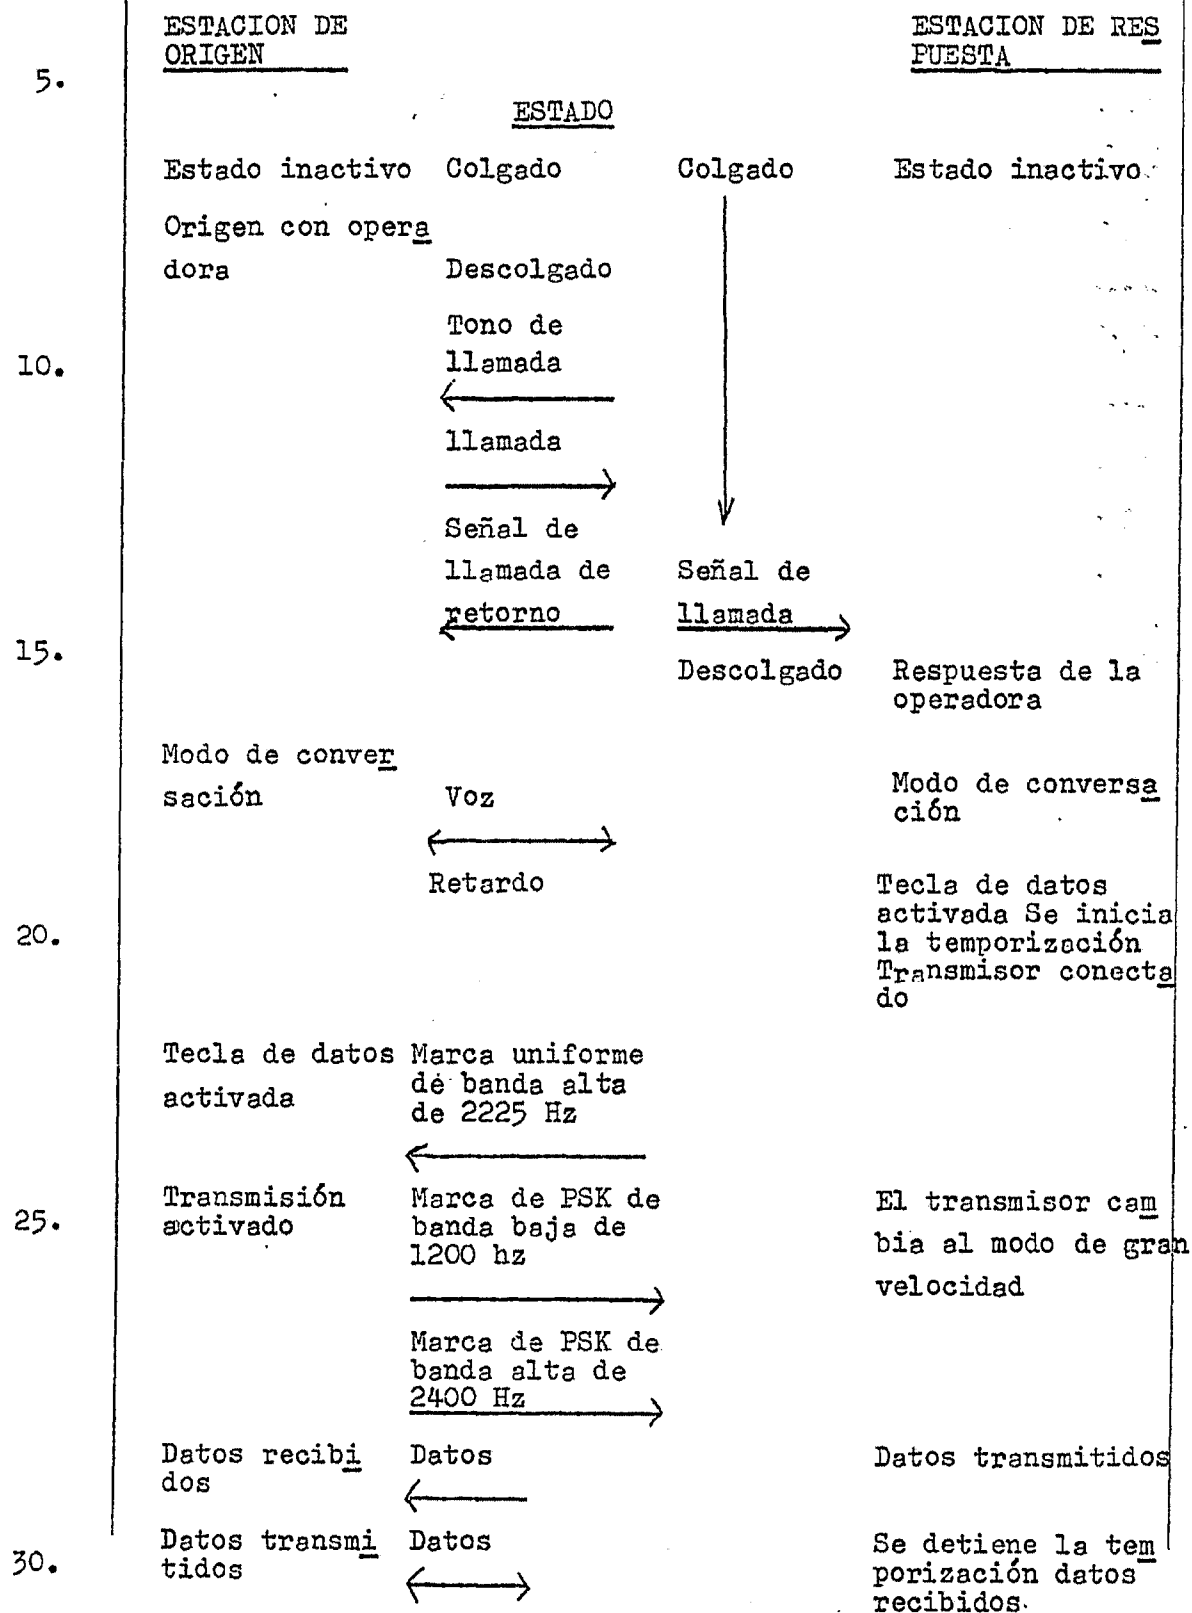 ESTACION DE ESTACION DE RES
ORIGEN PUESTA
5.
ESTADO
Estado inactivo Colgado Colgado Estado inactivo
Origen con opera
dora Descolgado
Tono de
10. llamada
llamada
Señal de
llamada de Señal de
retorno llamada
15.
Descolgado Respuesta de la
operadora
Modo de conver
sación Voz Modo de conversa
ción
Retardo Tecla de datos
activada Se inicia
20. la temporización
Transmisor conecta
do
Tecla de datos Marca uniforme
activada de banda alta
de 2225 Hz
Transmisión Marca de PSK de El transmisor cam
25. activado banda baja de bia al modo de gran
1200 hz velocidad
Marca de PSK de
banda alta de
2400 Hz
Datos recibi Datos Datos transmitidos
dos
Datos transmi Datos Se detiene la tem
30. tidos porización datos
recibidos.